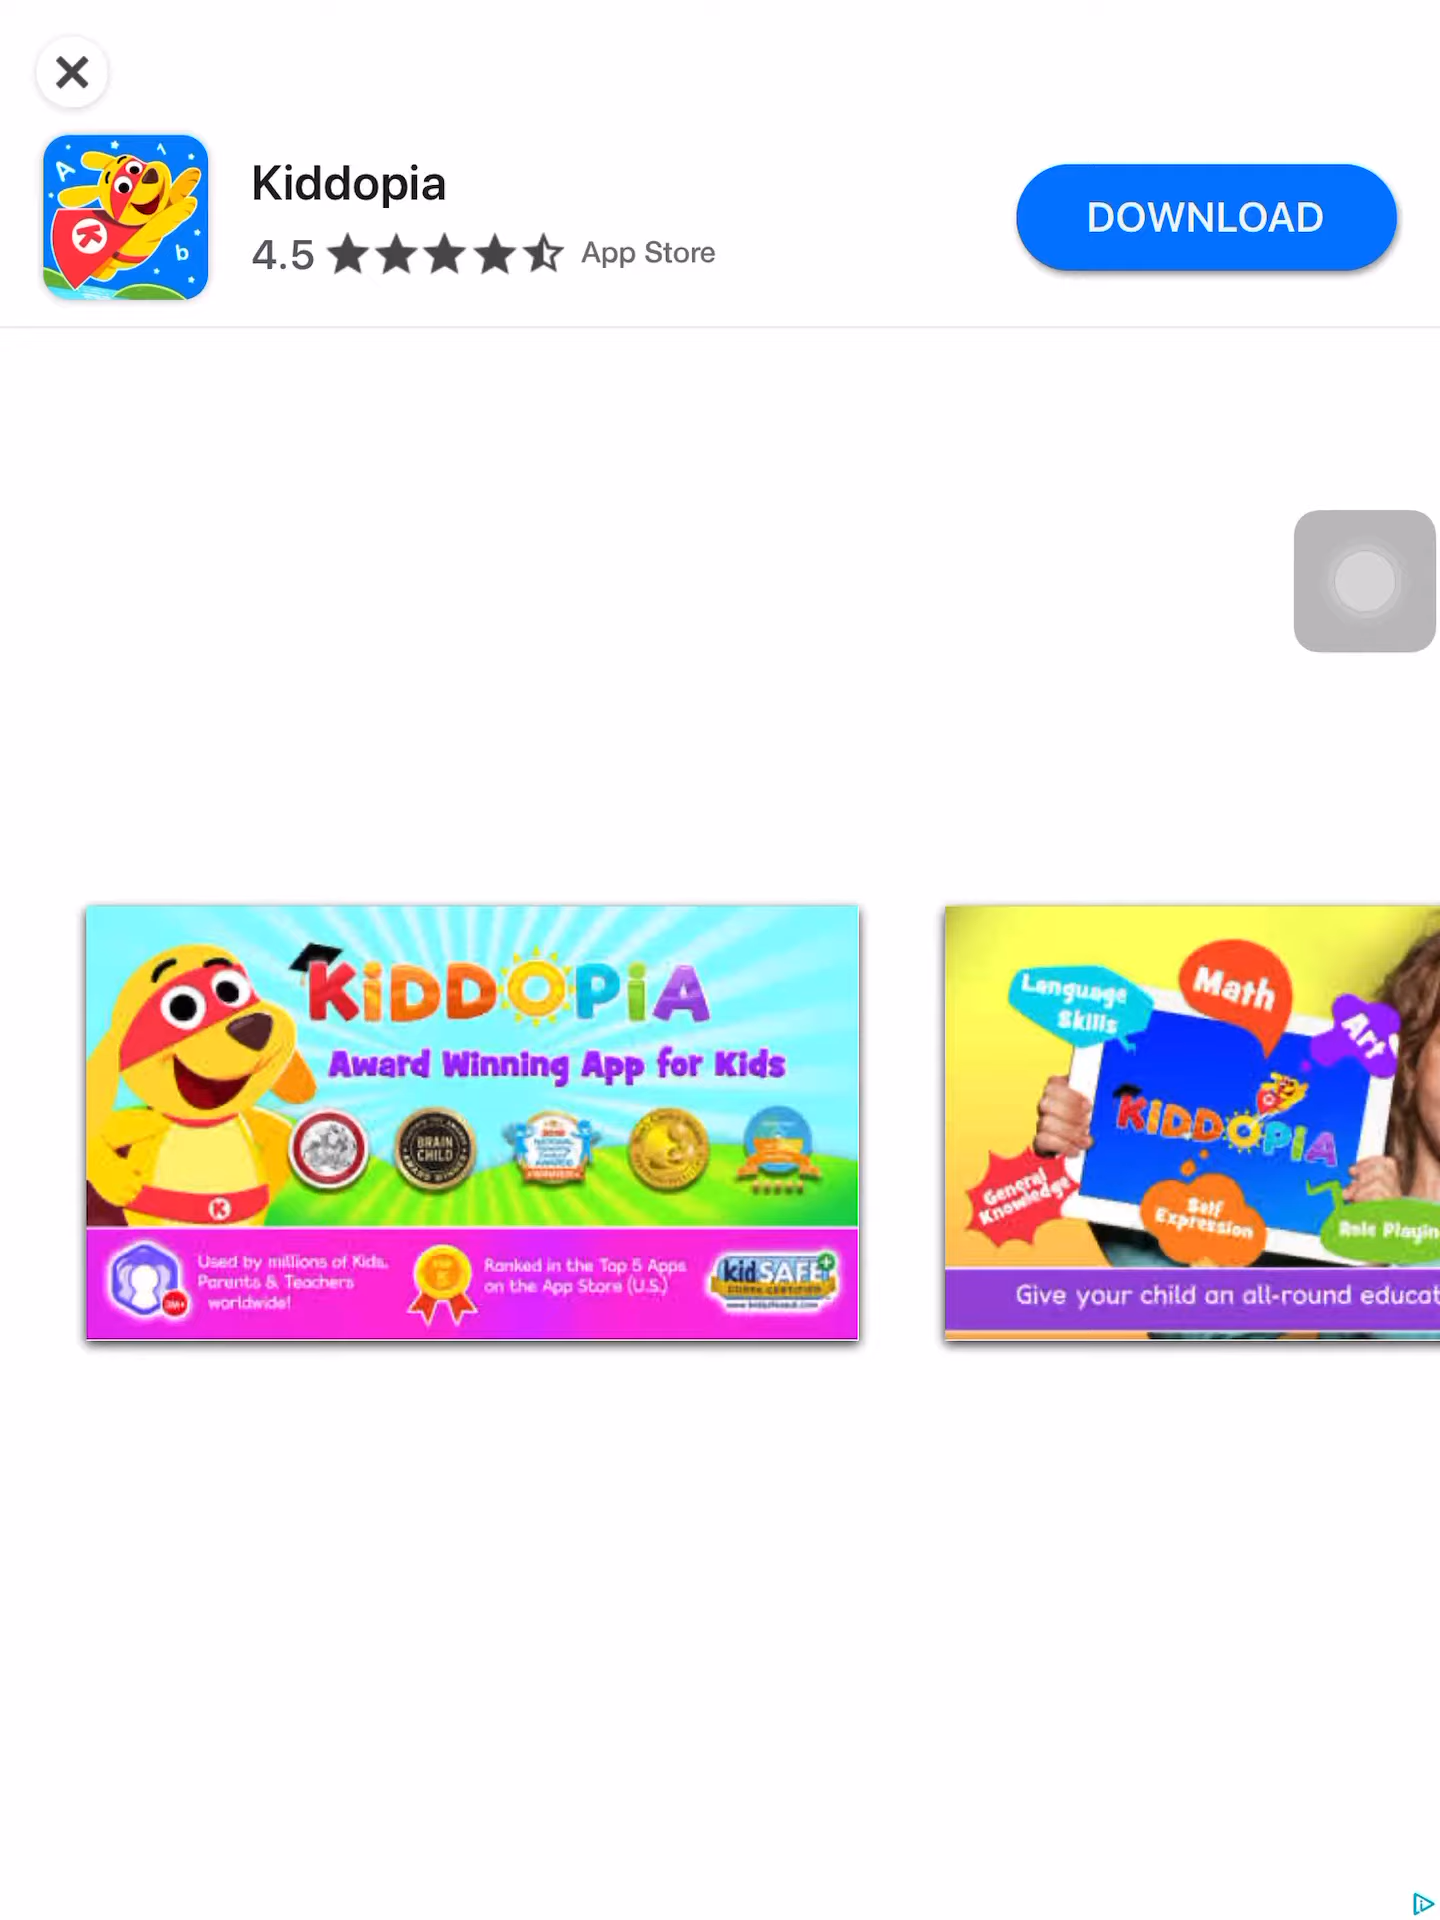 Kiddopia
4.5 App Store
DOWNLOAD
A
b
K
KiDDOPiA
Award Winning App for Kids
BRAIN
CHILD
K
Used by millions of Kids,
Parents & Teachers
worldwide!
Ranked in the Top 5 Apps
on the App Store (U.S.)
kidSAFE
Language
Skills
Math
Art
KiDDOPiA
General
Knowledge
Self
Expression
Role Playin
Give your child an all-round educat